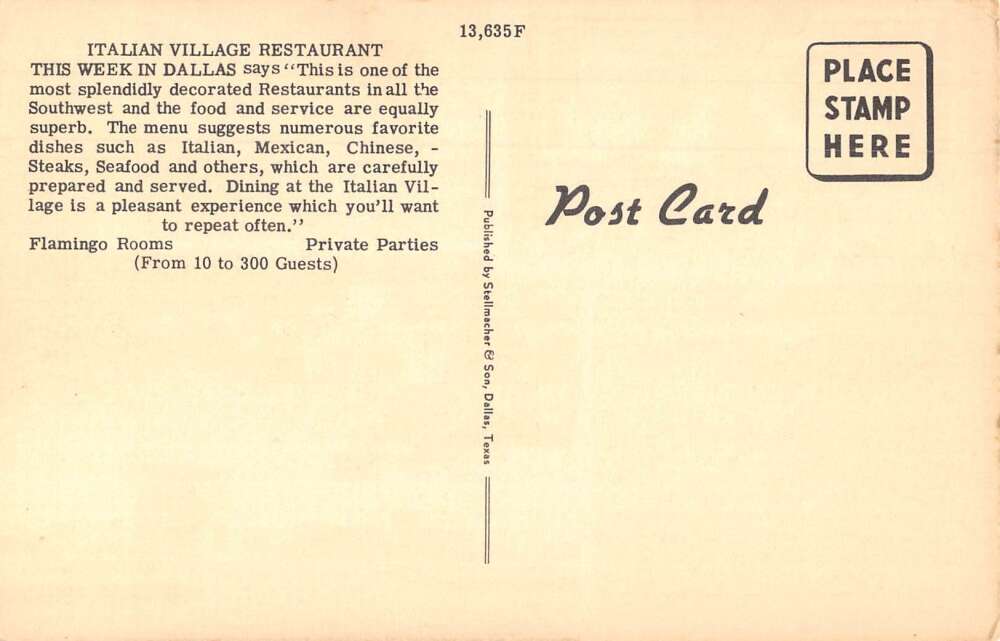 13,635F
ITALIAN VILLAGE RESTAURANT
THIS WEEK IN DALLAS says "This is one of the
most splendidly decorated Restaurants in all the
Southwest and the food and service are equally
superb. The menu suggests numerous favorite
dishes such as Italian, Mexican, Chinese, -
Steaks, Seafood and others, which are carefully
prepared and served. Dining at the Italian Vil-
lage is a pleasant experience which you'll want
to repeat often."
Flamingo Rooms Private Parties
(From 10 to 300 Guests)
Published by Stellmacher & Son, Dallas, Texas
Post Card
PLACE
STAMP
HERE